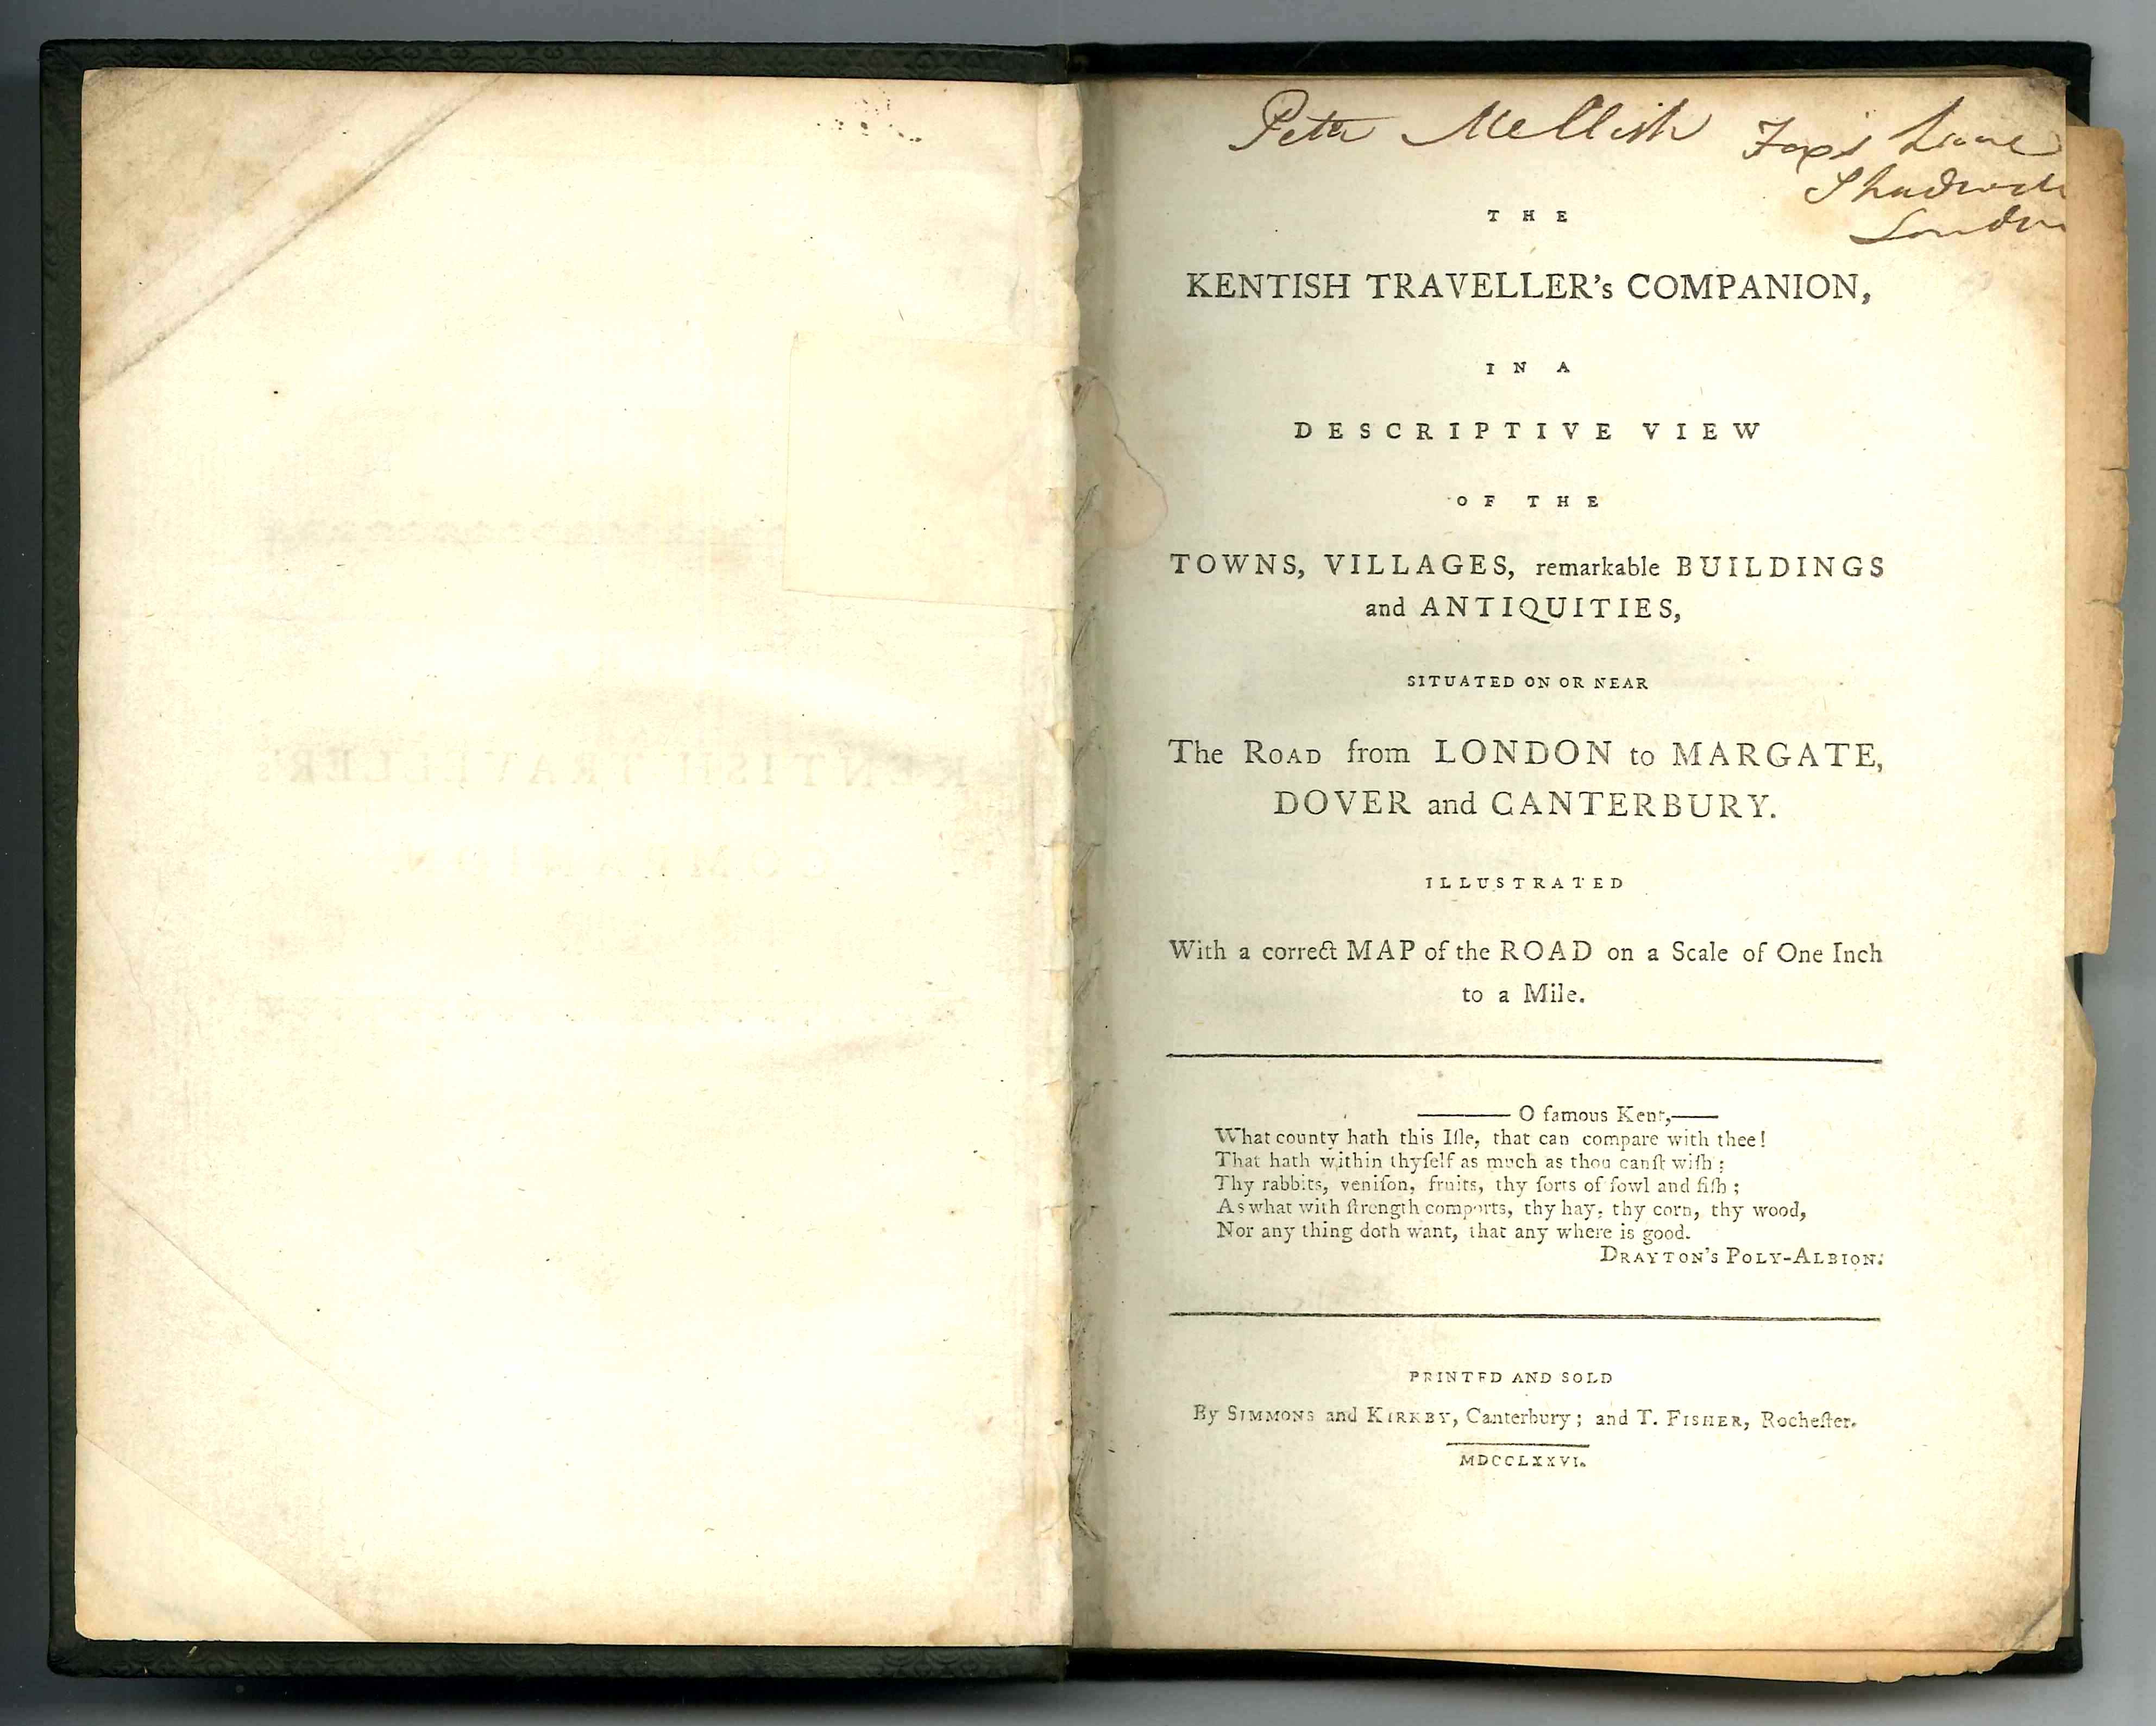 Peter Mellish Fox's Lane
Shadwell
London
THE
KENTISH TRAVELLER's COMPANION,
IN A
DESCRIPTIVE VIEW
OF THE
TOWNS, VILLAGES, remarkable BUILDINGS
and ANTIQUITIES,
SITUATED ON OR NEAR
The ROAD from LONDON to MARGATE,
DOVER and CANTERBURY.
ILLUSTRATED
With a correct MAP of the ROAD on a Scale of One Inch
to a Mile.
——— O famous Kent,——
What county hath this Iſle, that can compare with thee!
That hath within thyſelf as much as thou canſt wiſh;
Thy rabbits, veniſon, fruits, thy ſorts of fowl and fiſh;
As what with ſtrength comports, thy hay, thy corn, thy wood,
Nor any thing doth want, that any where is good.
DRAYTON's POLY-ALBION.
PRINTED AND SOLD
By SIMMONS and KIRKBY, Canterbury; and T. FISHER, Rocheſter.
MDCCLXXVI.